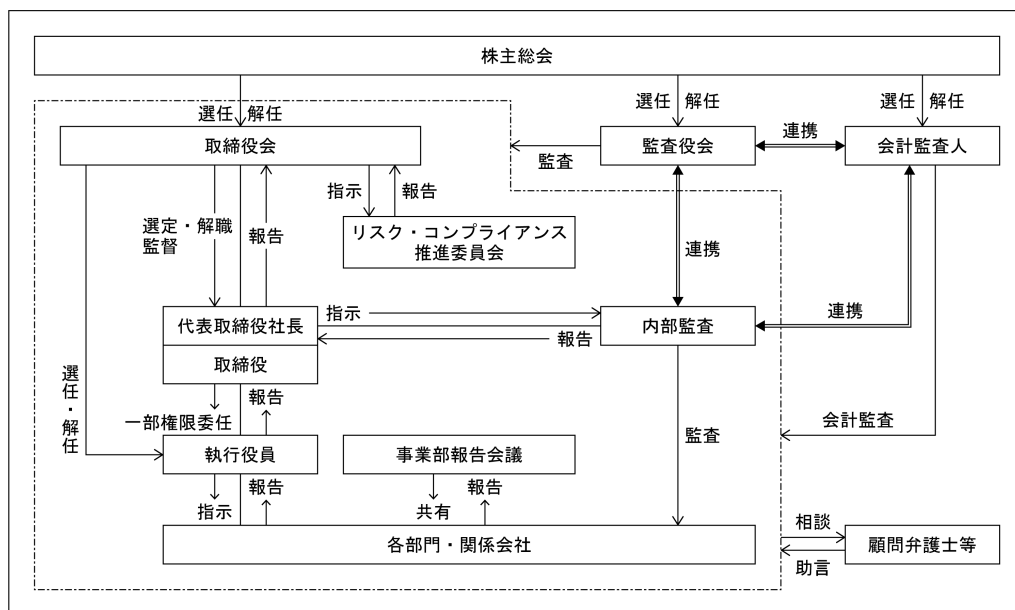 株主総会
選任 解任
選任 解任
選任 解任
取締役会
監査役会
連携
会計監査人
監査
指示 報告
選定・解職
監督
報告
リスク・コンプライアンス
推進委員会
連携
代表取締役社長
指示
内部監査
連携
報告
取締役
選任・解任
報告
一部権限委任
会計監査
監査
執行役員
事業部報告会議
報告
指示
報告
共有
各部門・関係会社
相談
顧問弁護士等
助言